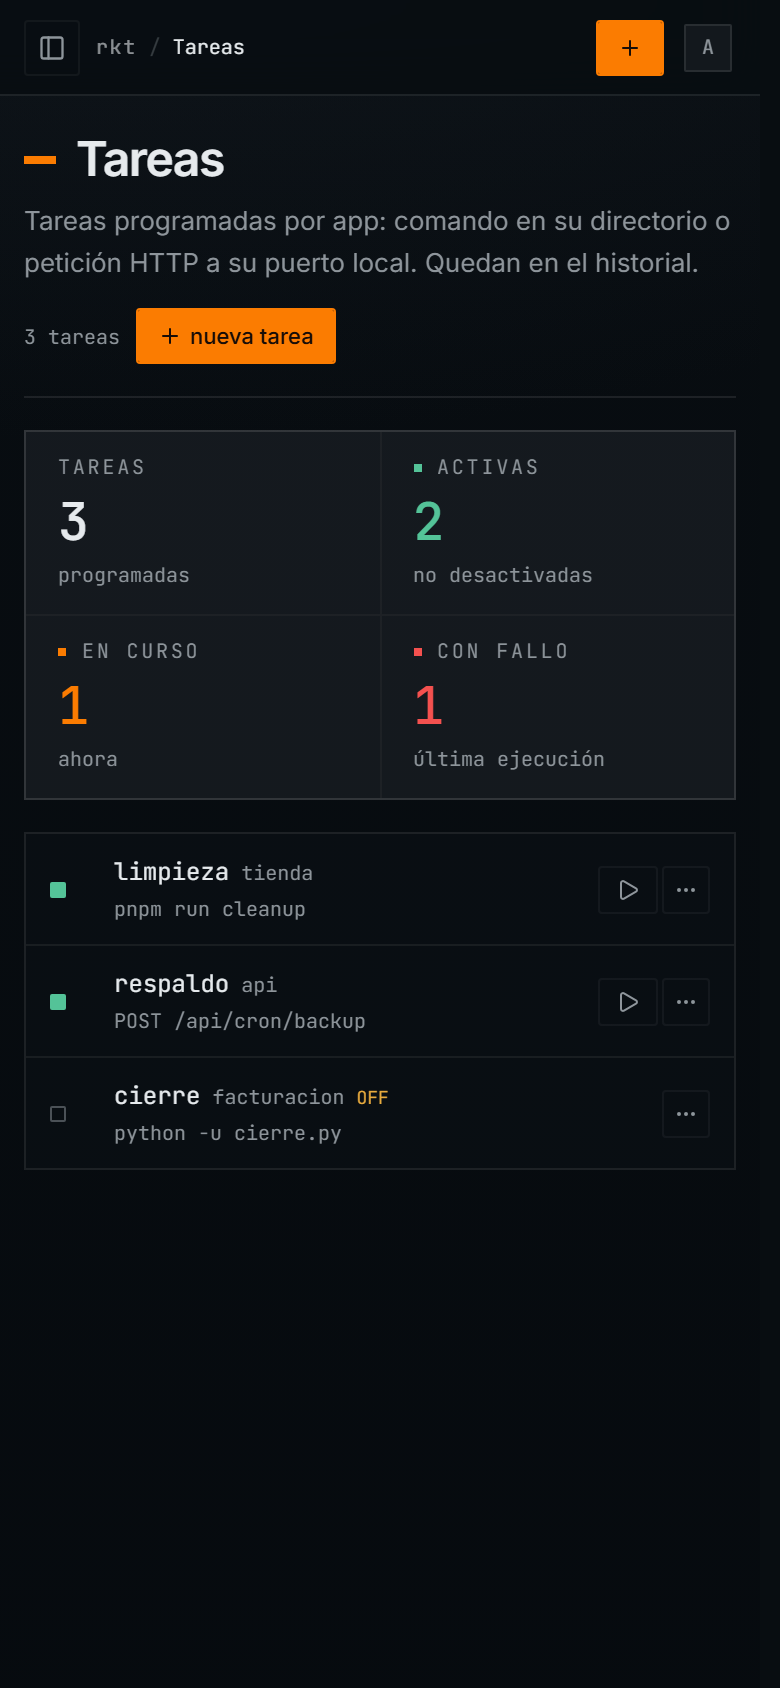 rkt / Tareas
+
A
Tareas
Tareas programadas por app: comando en su directorio o
petición HTTP a su puerto local. Quedan en el historial.
3 tareas
+ nueva tarea
TAREAS
3
programadas
ACTIVAS
2
no desactivadas
EN CURSO
1
ahora
CON FALLO
1
última ejecución
limpieza tienda
pnpm run cleanup
respaldo api
POST /api/cron/backup
cierre facturacion OFF
python -u cierre.py